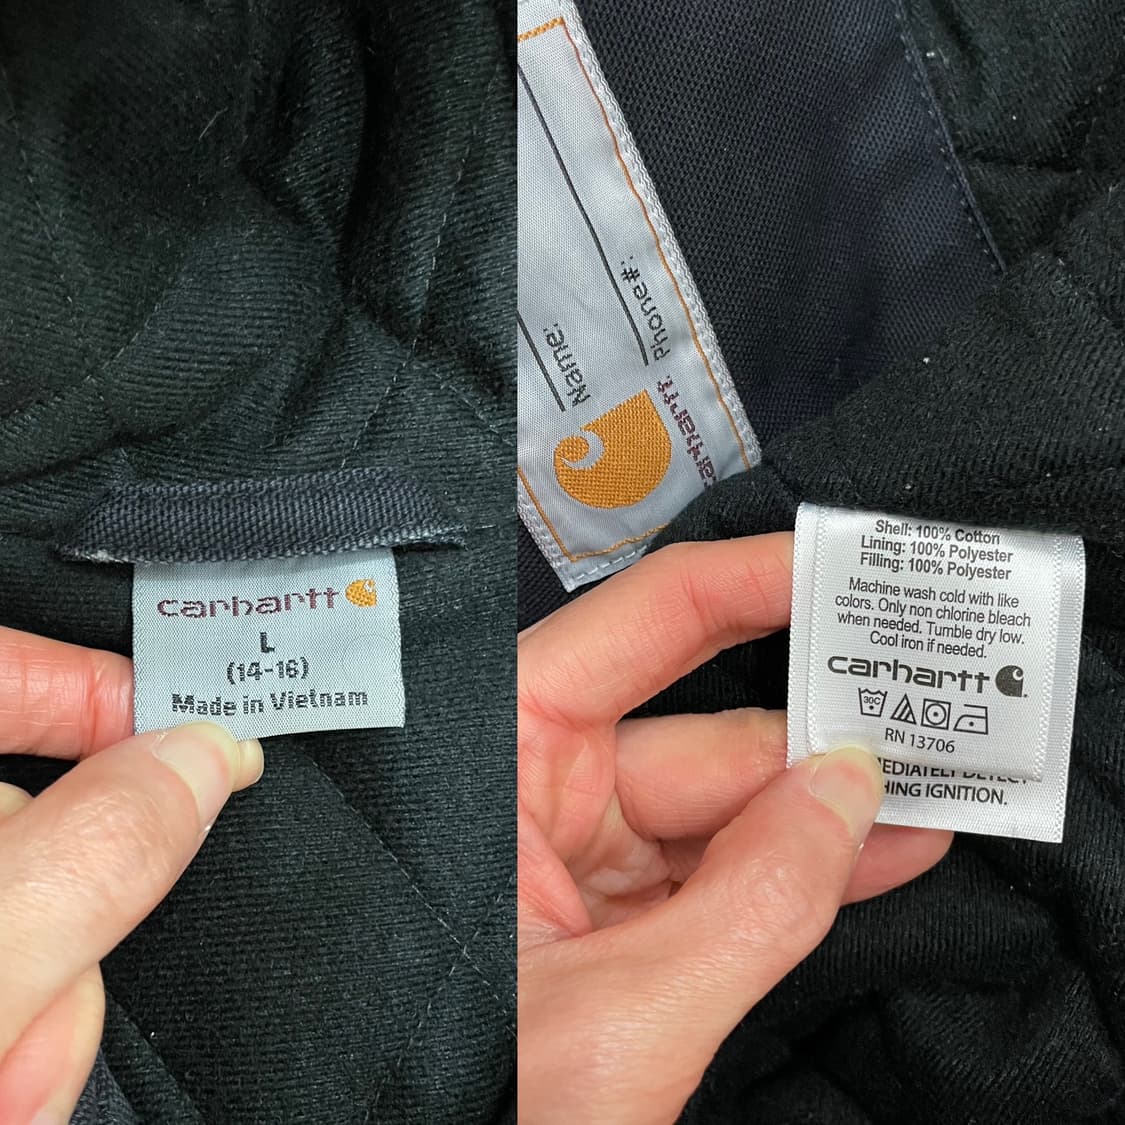 carhartt
L
(14-16)
Made in Vietnam
Name:
Phone#:
carhartt.
Shell: 100% Cotton
Lining: 100% Polyester
Filling: 100% Polyester
Machine wash cold with like
colors. Only non chlorine bleach
when needed. Tumble dry low.
Cool iron if needed.
carhartt
30C
RN 13706
IGNITION.